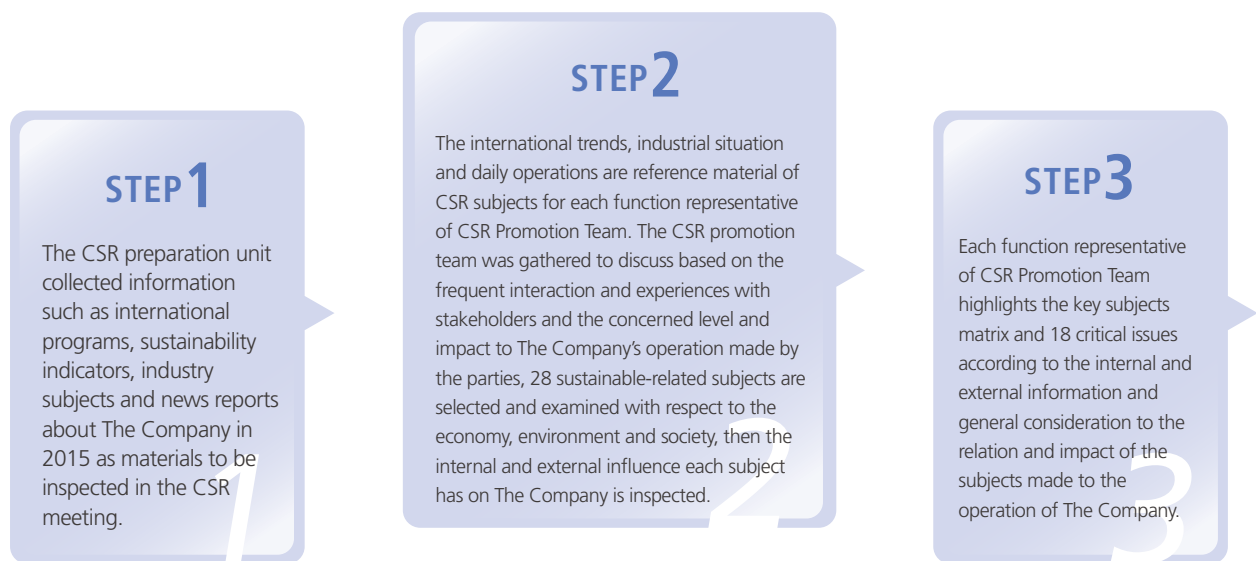 STEP1
The CSR preparation unit
collected information
such as international
programs, sustainability
indicators, industry
subjects and news reports
about The Company in
2015 as materials to be
inspected in the CSR
meeting.
1
STEP2
The international trends, industrial situation
and daily operations are reference material of
CSR subjects for each function representative
of CSR Promotion Team. The CSR promotion
team was gathered to discuss based on the
frequent interaction and experiences with
stakeholders and the concerned level and
impact to The Company's operation made by
the parties, 28 sustainable-related subjects are
selected and examined with respect to the
economy, environment and society, then the
internal and external influence each subject
has on The Company is inspected.
2
STEP3
Each function representative
of CSR Promotion Team
highlights the key subjects
matrix and 18 critical issues
according to the internal and
external information and
general consideration to the
relation and impact of the
subjects made to the
operation of The Company.
3